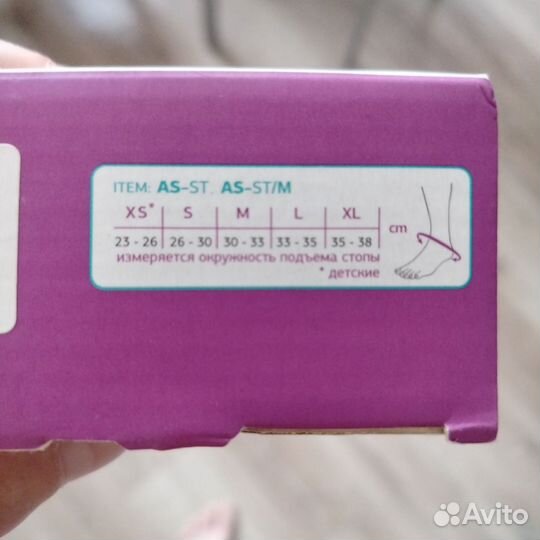 ITEM: AS-ST, AS-ST/M
XS* S M L XL cm
23 - 26 26 - 30 30 - 33 33 - 35 35 - 38
измеряется окружность подъема стопы
* детские
Avito